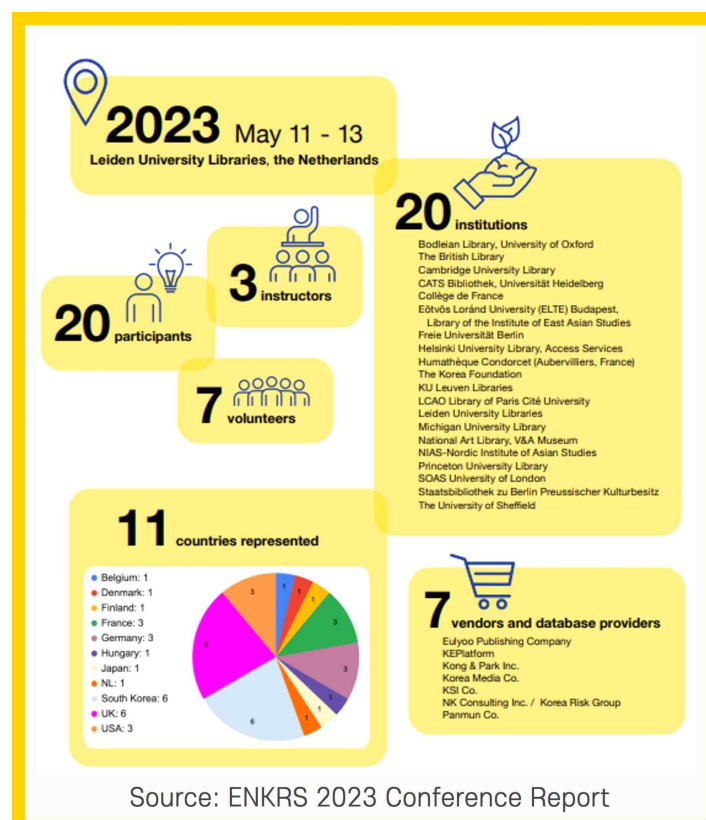 2023 May 11 - 13
Leiden University Libraries, the Netherlands
20 participants
3 instructors
7 volunteers
20 institutions
Bodleian Library, University of Oxford
The British Library
Cambridge University Library
CATS Bibliothek, Universität Heidelberg
Collège de France
Eötvös Loránd University (ELTE) Budapest,
Library of the Institute of East Asian Studies
Freie Universität Berlin
Helsinki University Library, Access Services
Humathèque Condorcet (Aubervilliers, France)
The Korea Foundation
KU Leuven Libraries
LCAO Library of Paris Cité University
Leiden University Libraries
Michigan University Library
National Art Library, V&A Museum
NIAS-Nordic Institute of Asian Studies
Princeton University Library
SOAS University of London
Staatsbibliothek zu Berlin Preussischer Kulturbesitz
The University of Sheffield
11 countries represented
Belgium: 1
Denmark: 1
Finland: 1
France: 3
Germany: 3
Hungary: 1
Japan: 1
NL: 1
South Korea: 6
UK: 6
USA: 3
1
1
1
3
3
1
1
1
6
6
3
7 vendors and database providers
Eulyoo Publishing Company
KEPlatform
Kong & Park Inc.
Korea Media Co.
KSI Co.
NK Consulting Inc. / Korea Risk Group
Panmun Co.
Source: ENKRS 2023 Conference Report